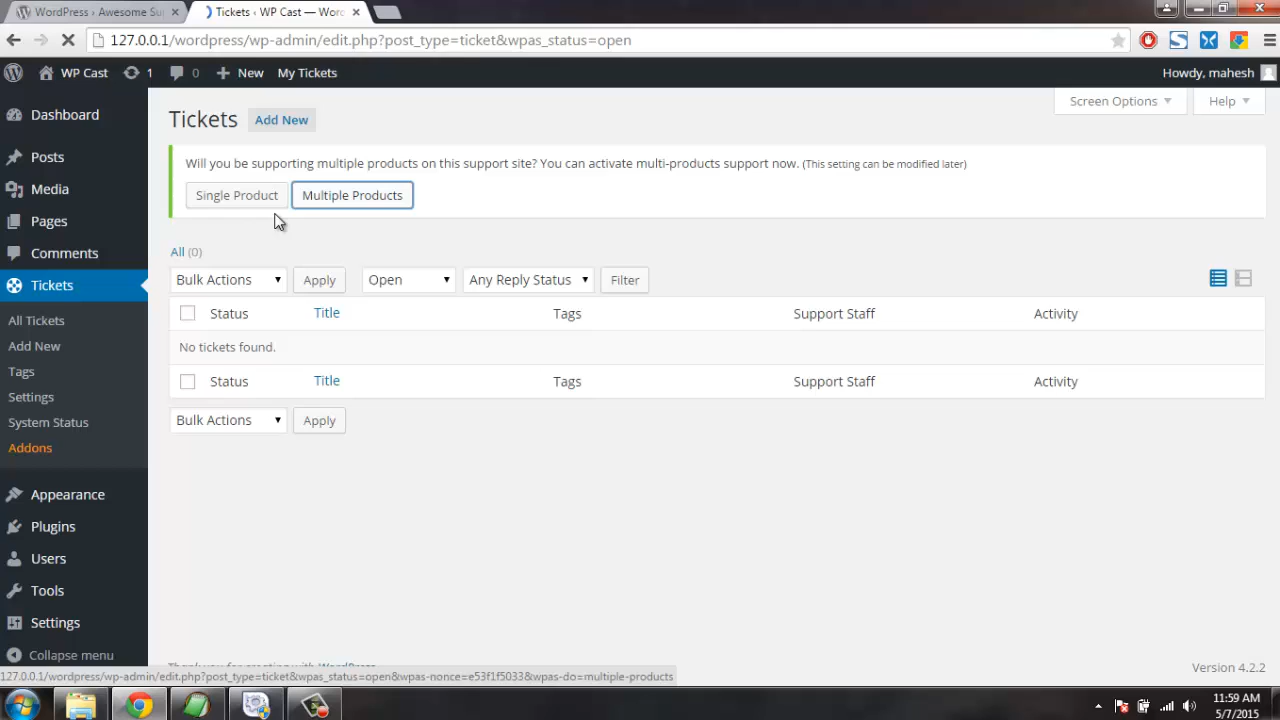 WordPress › Awesome Su
Tickets ‹ WP Cast — Wor
127.0.0.1/wordpress/wp-admin/edit.php?post_type=ticket&wpas_status=open
WP Cast
1
0
New
My Tickets
Howdy, mahesh
Dashboard
Posts
Media
Pages
Comments
Tickets
All Tickets
Add New
Tags
Settings
System Status
Addons
Appearance
Plugins
Users
Tools
Settings
Collapse menu
Screen Options
Help
Tickets
Add New
Will you be supporting multiple products on this support site? You can activate multi-products support now. (This setting can be modified later)
Single Product
Multiple Products
All (0)
Bulk Actions
Apply
Open
Any Reply Status
Filter
Status Title Tags Support Staff Activity
No tickets found.
Status Title Tags Support Staff Activity
Bulk Actions
Apply
Thank you for creating with WordPress
Version 4.2.2
127.0.0.1/wordpress/wp-admin/edit.php?post_type=ticket&wpas_status=open&wpas-nonce=e53f1f5033&wpas-do=multiple-products
11:59 AM
5/7/2015